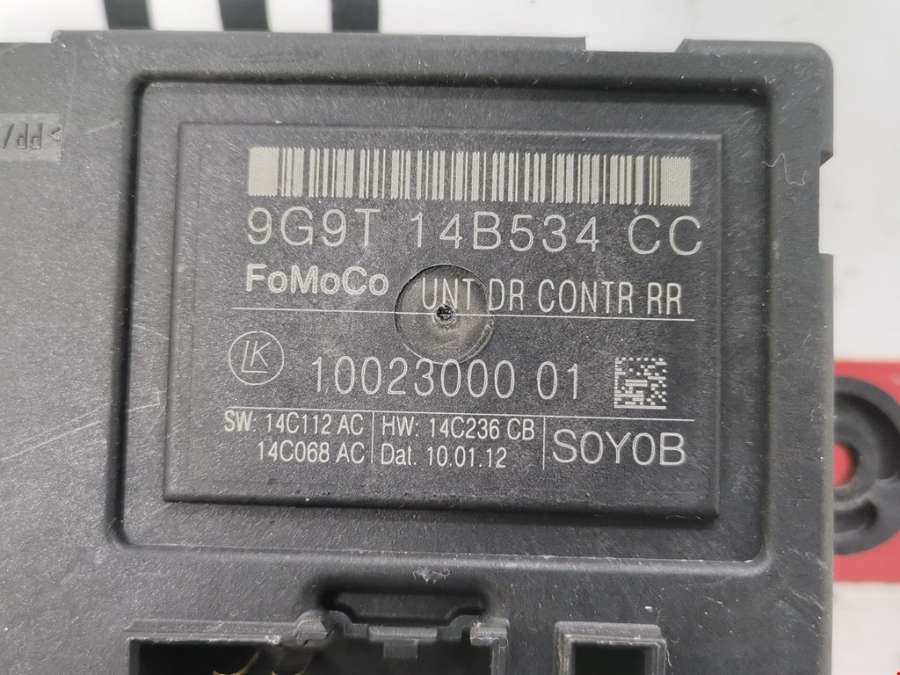 9G9T 14B534 CC
FoMoCo UNT DR CONTR RR
LK 10023000 01
SW: 14C112 AC HW: 14C236 CB S0Y0B
14C068 AC Dat. 10.01.12